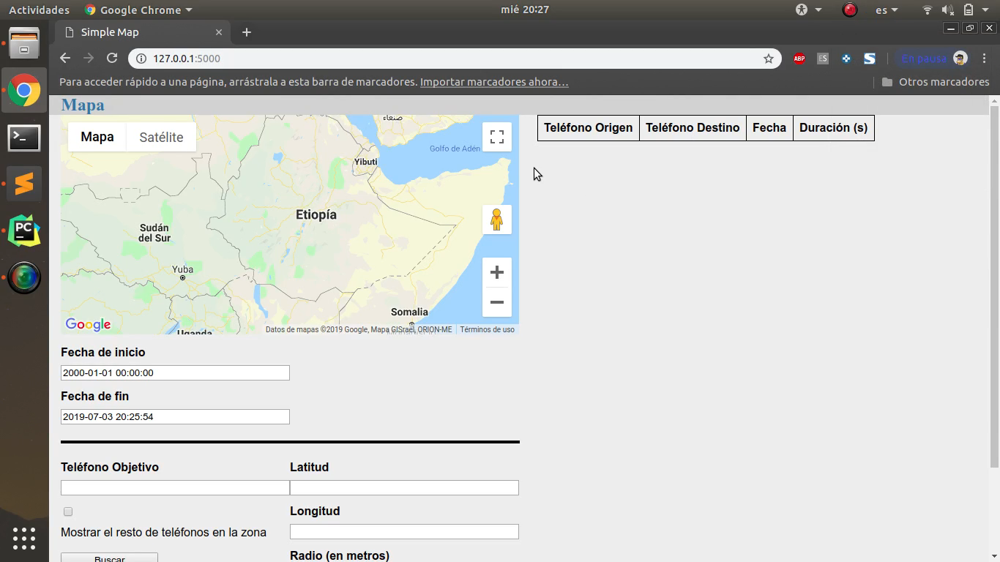 Actividades Google Chrome mié 20:27 es
Simple Map
127.0.0.1:5000 ABP ES S En pausa
Para acceder rápido a una página, arrástrala a esta barra de marcadores. Importar marcadores ahora… Otros marcadores
Mapa
Mapa Satélite
صنعاء
Golfo de Adén
Yibuti
Etiopía
Sudán
del Sur
Yuba
Somalia
Uganda
Google
Datos de mapas ©2019 Google, Mapa GISrael, ORION-ME Términos de uso
Teléfono Origen Teléfono Destino Fecha Duración (s)
Fecha de inicio
2000-01-01 00:00:00
Fecha de fin
2019-07-03 20:25:54
Teléfono Objetivo
Mostrar el resto de teléfonos en la zona
Buscar
Latitud
Longitud
Radio (en metros)
PC